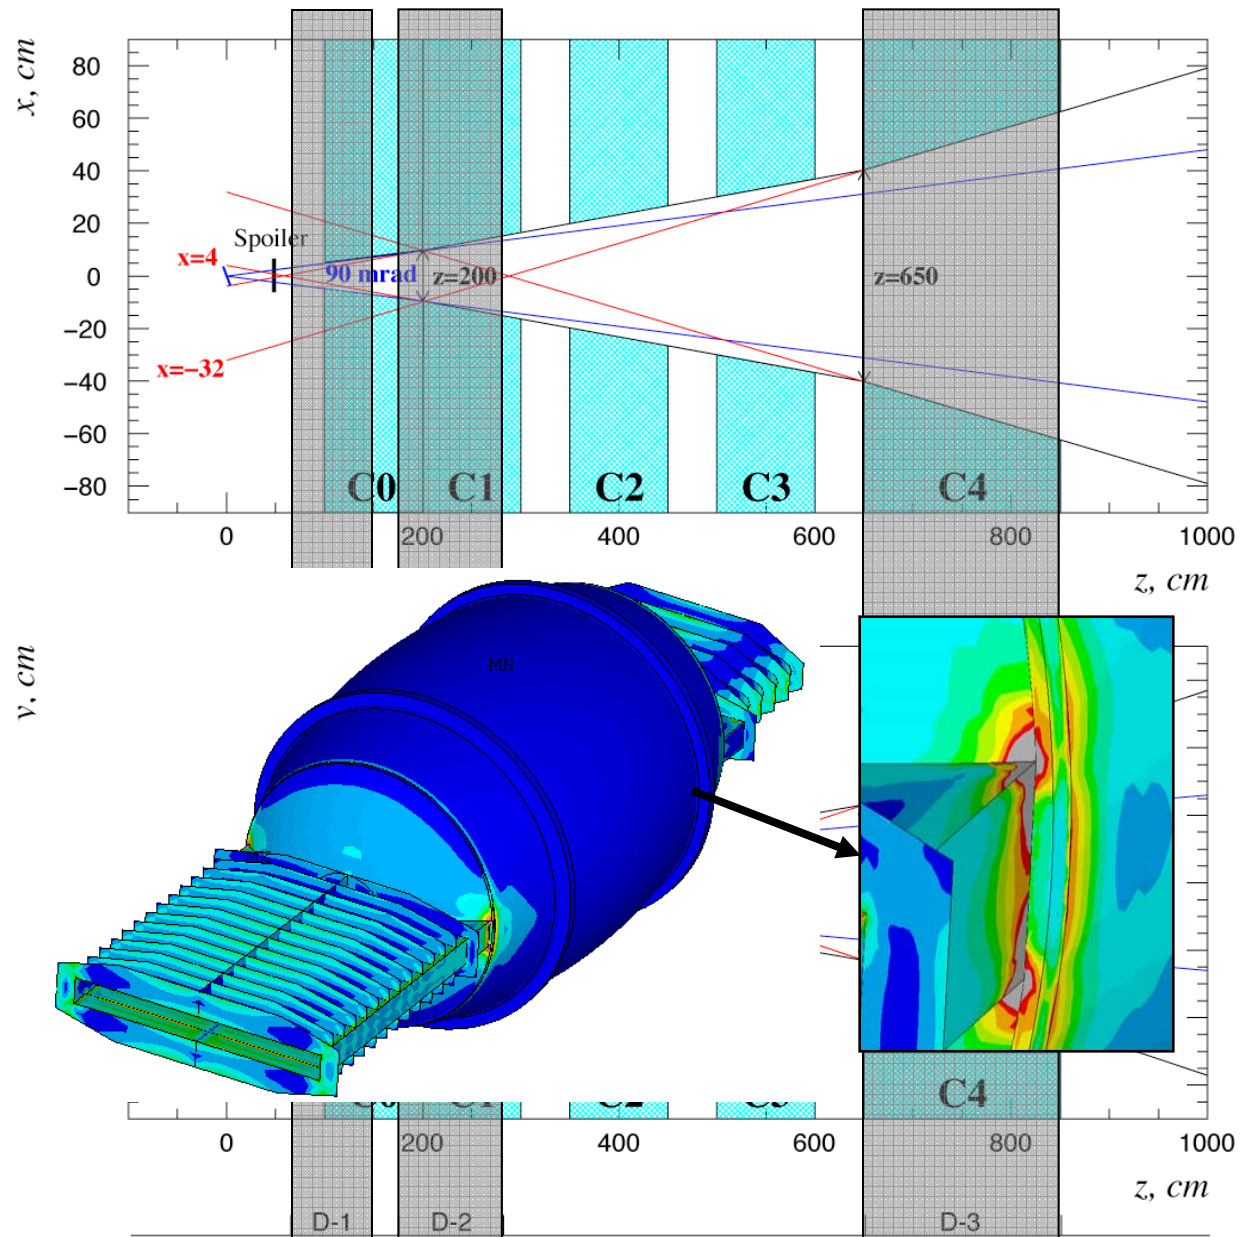 x, cm
80
60
40
20
0
−20
−40
−60
−80
Spoiler
x=4
90 mrad
z=200
z=650
x=−32
C0
C1
C2
C3
C4
0
200
400
600
800
1000
z, cm
y, cm
MN
C4
0
200
400
600
800
1000
z, cm
D-1
D-2
D-3